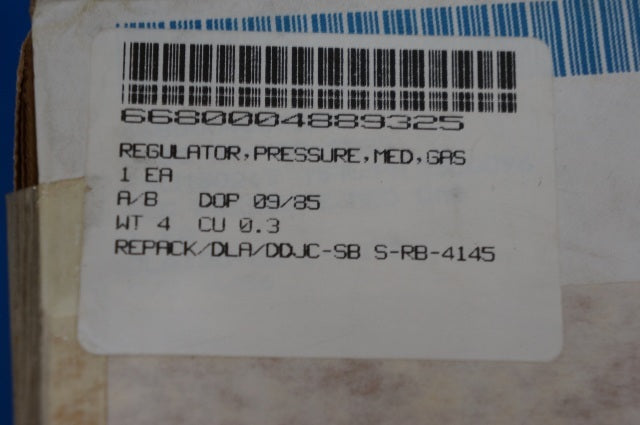 6680004889325
REGULATOR,PRESSURE,MED,GAS
1 EA
A/B DOP 09/85
WT 4 CU 0.3
REPACK/DLA/DDJC-SB S-RB-4145